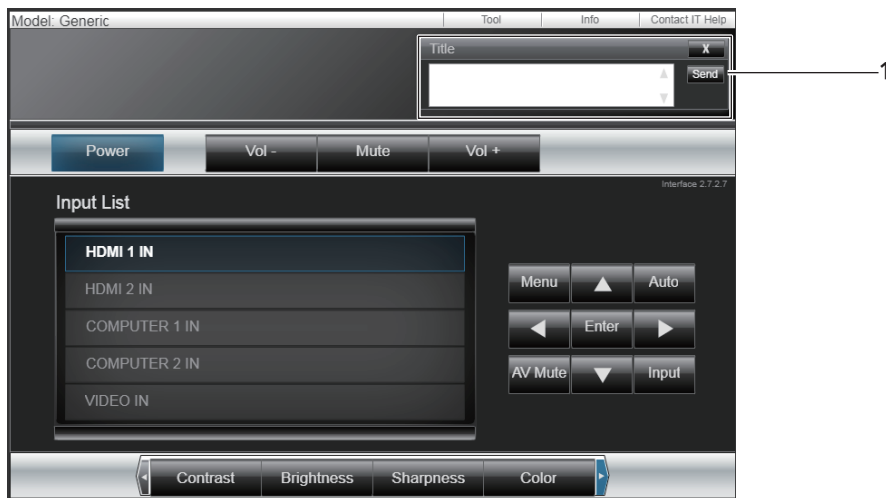 Model: Generic
Tool
Info
Contact IT Help
Title
X
Send
1
Power
Vol -
Mute
Vol +
Interface 2.7.2.7
Input List
HDMI 1 IN
HDMI 2 IN
COMPUTER 1 IN
COMPUTER 2 IN
VIDEO IN
Menu
Auto
Enter
AV Mute
Input
Contrast
Brightness
Sharpness
Color